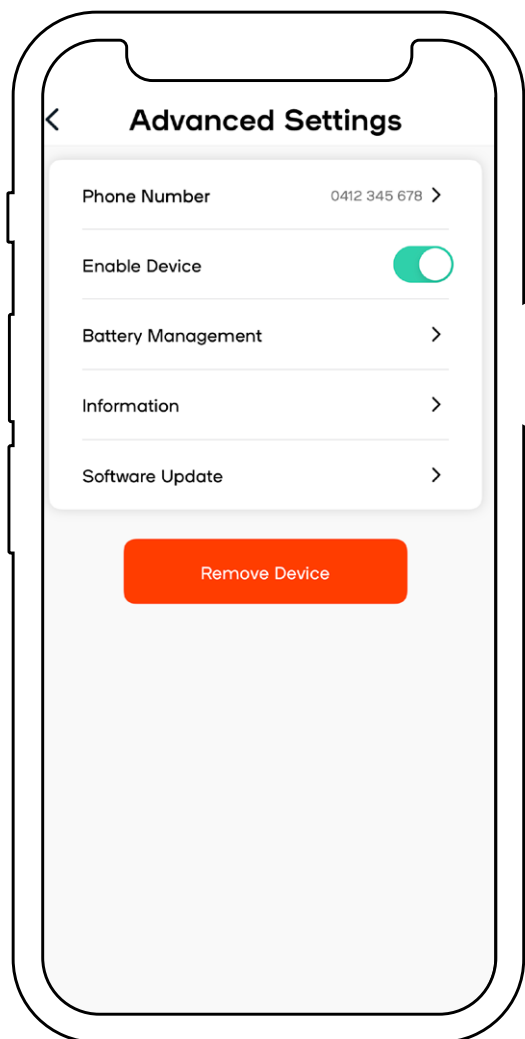 Advanced Settings
Phone Number 0412 345 678
Enable Device
Battery Management
Information
Software Update
Remove Device